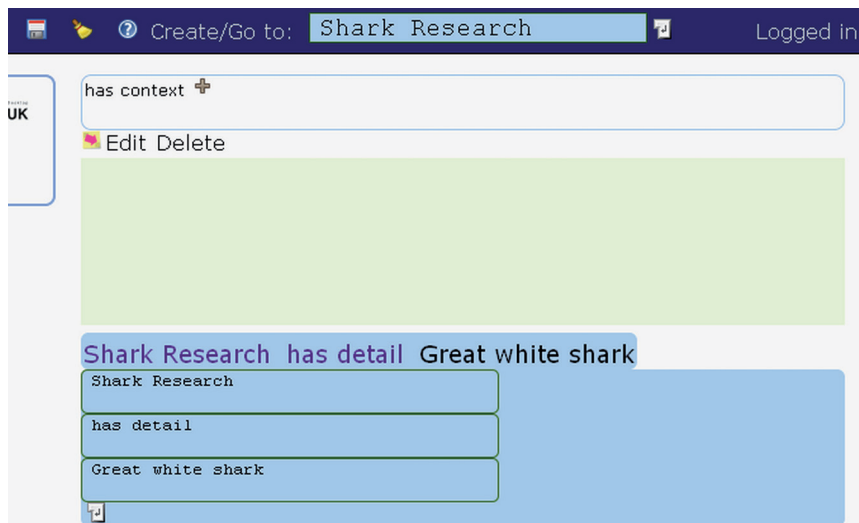 Create/Go to: Shark Research Logged in
has context
UK
Edit Delete
Shark Research has detail Great white shark
Shark Research
has detail
Great white shark